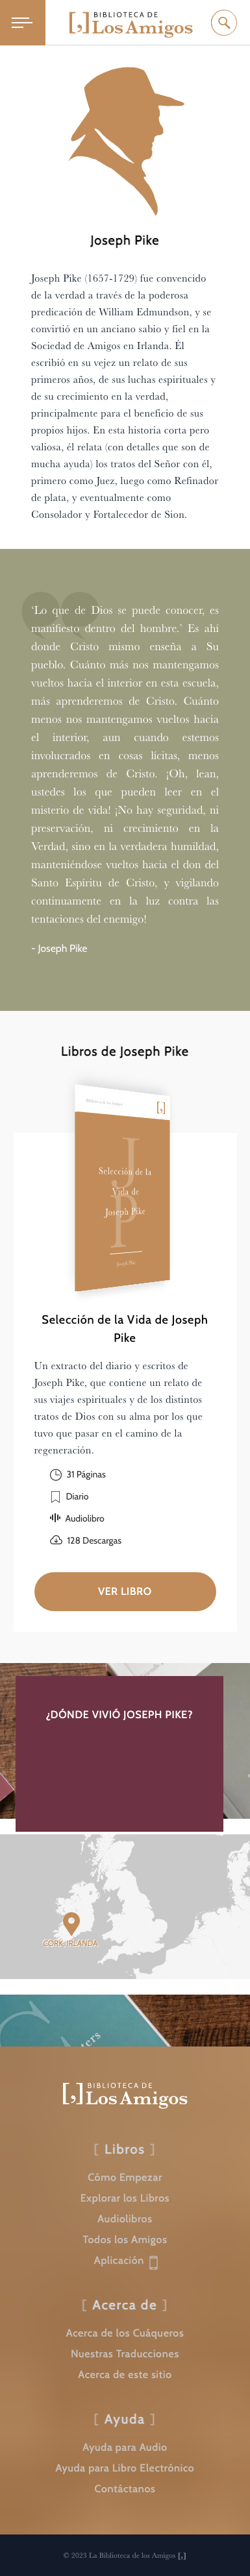 BIBLIOTECA DE
[,] Los Amigos
Joseph Pike
Joseph Pike (1657-1729) fue convencido
de la verdad a través de la poderosa
predicación de William Edmundson, y se
convirtió en un anciano sabio y fiel en la
Sociedad de Amigos en Irlanda. Él
escribió en su vejez un relato de sus
primeros años, de sus luchas espirituales y
de su crecimiento en la verdad,
principalmente para el beneficio de sus
propios hijos. En esta historia corta pero
valiosa, él relata (con detalles que son de
mucha ayuda) los tratos del Señor con él,
primero como Juez, luego como Refinador
de plata, y eventualmente como
Consolador y Fortalecedor de Sion.
‘Lo que de Dios se puede conocer, es
manifiesto dentro del hombre.’ Es ahí
donde Cristo mismo enseña a Su
pueblo. Cuánto más nos mantengamos
vueltos hacia el interior en esta escuela,
más aprenderemos de Cristo. Cuánto
menos nos mantengamos vueltos hacia
el interior, aun cuando estemos
involucrados en cosas lícitas, menos
aprenderemos de Cristo. ¡Oh, lean,
ustedes los que pueden leer en el
misterio de vida! ¡No hay seguridad, ni
preservación, ni crecimiento en la
Verdad, sino en la verdadera humildad,
manteniéndose vueltos hacia el don del
Santo Espíritu de Cristo, y vigilando
continuamente en la luz contra las
tentaciones del enemigo!
- Joseph Pike
Libros de Joseph Pike
Biblioteca de los Amigos [,]
JP
Selección de la
Vida de
Joseph Pike
Joseph Pike
Selección de la Vida de Joseph
Pike
Un extracto del diario y escritos de
Joseph Pike, que contiene un relato de
sus viajes espirituales y de los distintos
tratos de Dios con su alma por los que
tuvo que pasar en el camino de la
regeneración.
31 Páginas
Diario
Audiolibro
128 Descargas
VER LIBRO
¿DÓNDE VIVIÓ JOSEPH PIKE?
CORK, IRLANDA
BIBLIOTECA DE
[,] Los Amigos
[ Libros ]
Cómo Empezar
Explorar los Libros
Audiolibros
Todos los Amigos
Aplicación
[ Acerca de ]
Acerca de los Cuáqueros
Nuestras Traducciones
Acerca de este sitio
[ Ayuda ]
Ayuda para Audio
Ayuda para Libro Electrónico
Contáctanos
© 2023 La Biblioteca de los Amigos [,]